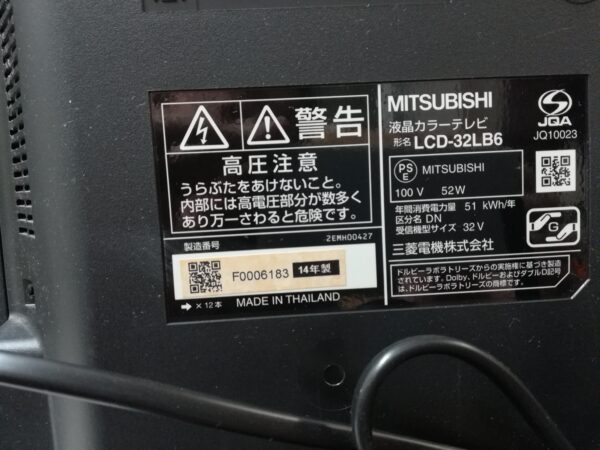 警告
高圧注意
うらぶたをあけないこと。
内部には高電圧部分が数多く
あり万一さわると危険です。
2EMH00427
製造番号
F0006183 14年製
→ ×12本 MADE IN THAILAND
MITSUBISHI
液晶カラーテレビ
形名 LCD-32LB6
JQA
JQ10023
PS
E
MITSUBISHI
100 V 52W
年間消費電力量 51 kWh/年
区分名 DN
受信機型サイズ 32 V
三菱電機株式会社
G
ドルビーラボラトリーズからの実施権に基づき製造
されています。Dolby、ドルビーおよびダブルD記号
は、ドルビーラボラトリーズの商標です。